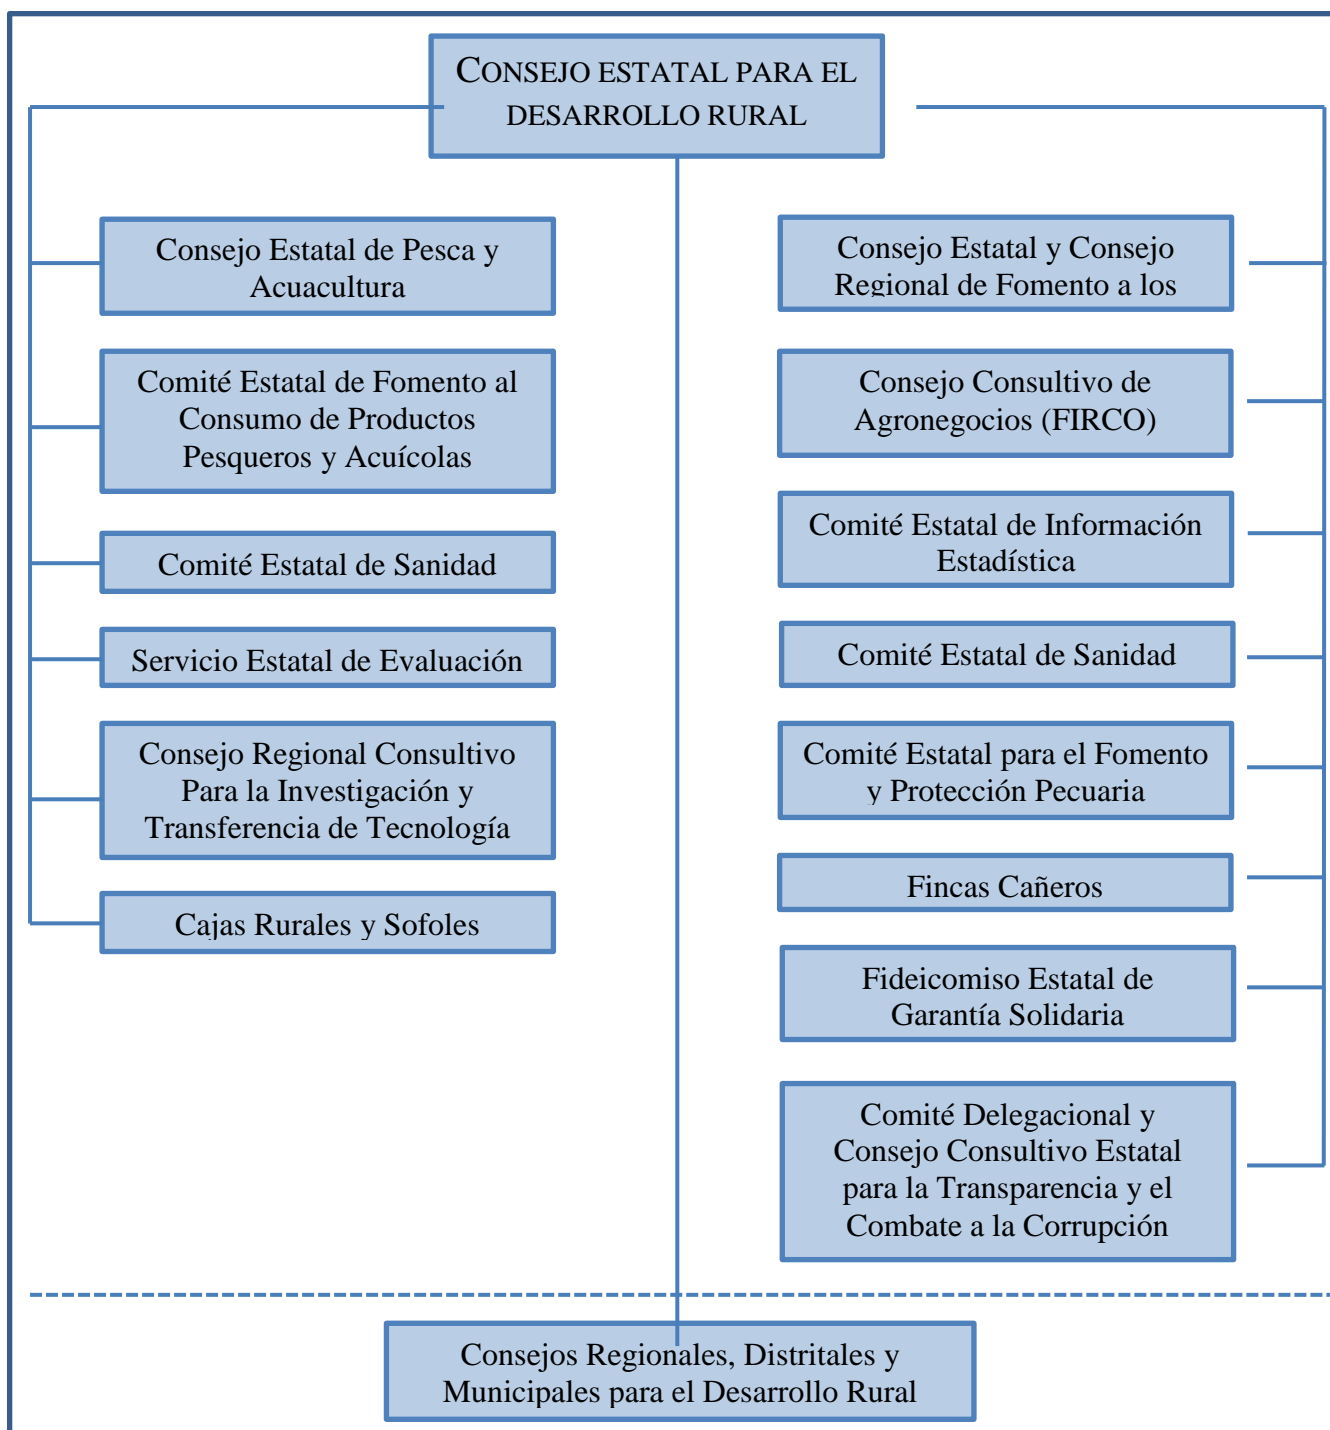 CONSEJO ESTATAL PARA EL
DESARROLLO RURAL
Consejo Estatal de Pesca y
Acuacultura
Comité Estatal de Fomento al
Consumo de Productos
Pesqueros y Acuícolas
Comité Estatal de Sanidad
Servicio Estatal de Evaluación
Consejo Regional Consultivo
Para la Investigación y
Transferencia de Tecnología
Cajas Rurales y Sofoles
Consejo Estatal y Consejo
Regional de Fomento a los
Consejo Consultivo de
Agronegocios (FIRCO)
Comité Estatal de Información
Estadística
Comité Estatal de Sanidad
Comité Estatal para el Fomento
y Protección Pecuaria
Fincas Cañeros
Fideicomiso Estatal de
Garantía Solidaria
Comité Delegacional y
Consejo Consultivo Estatal
para la Transparencia y el
Combate a la Corrupción
Consejos Regionales, Distritales y
Municipales para el Desarrollo Rural